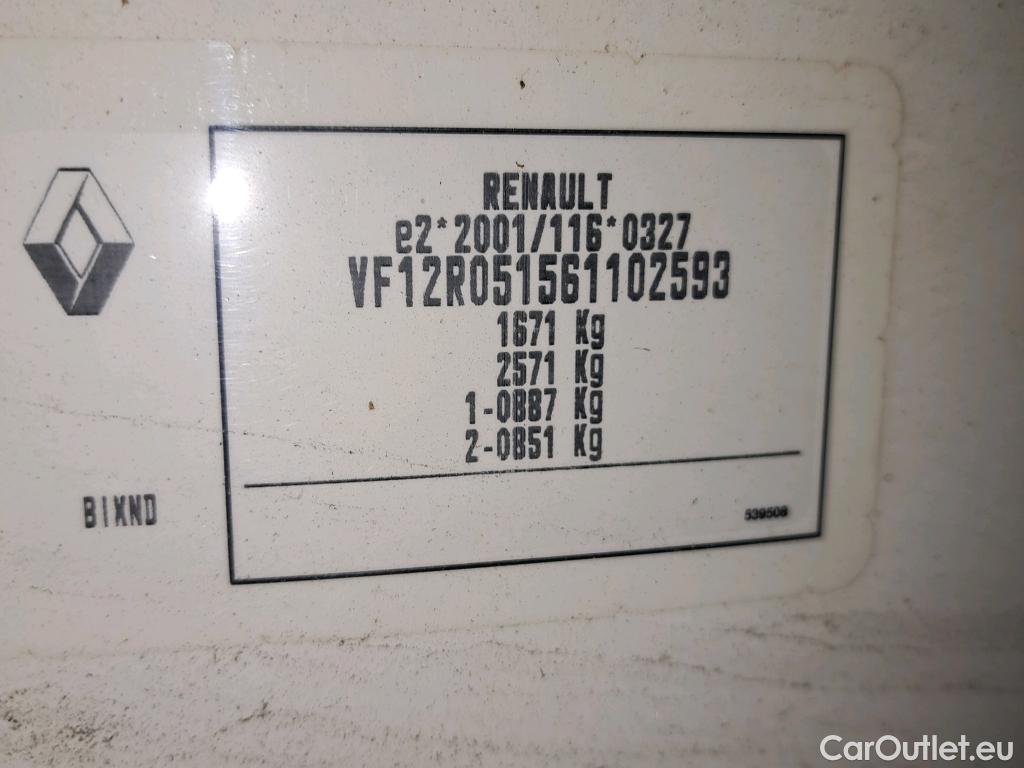 RENAULT
e2*2001/116*0327
VF12R051561102593
1671 Kg
2571 Kg
1-0887 Kg
2-0851 Kg
BIXND
539508
CarOutlet.eu